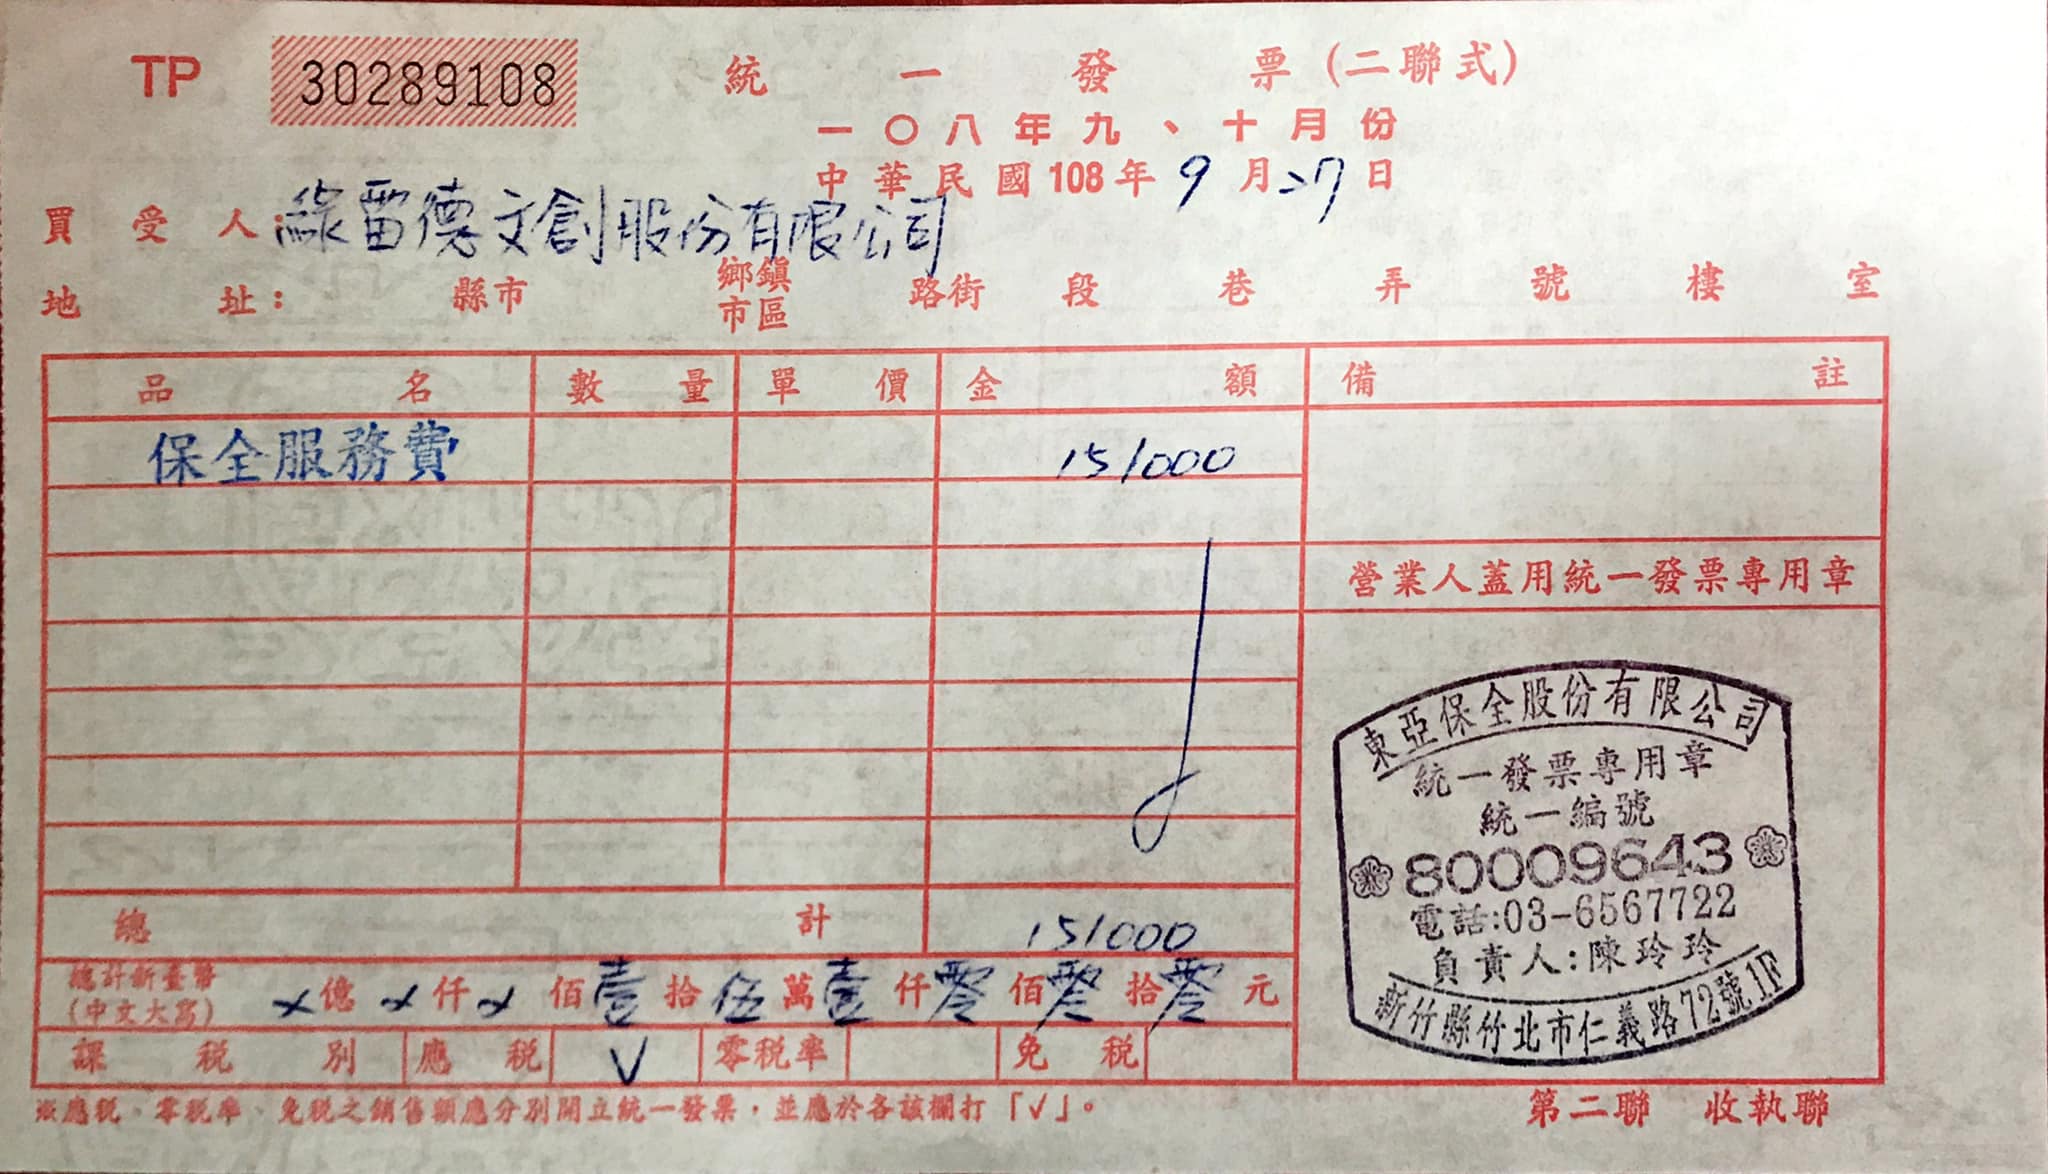 TP 30289108
統一發票(二聯式)
一〇八年九、十月份
中華民國108年9月27日
買受人:綠雷德文創股份有限公司
地址: 縣市 鄉鎮市區 路街 段 巷 弄 號 樓 室
品名 數量 單價 金額 備註
保全服務費 151000
營業人蓋用統一發票專用章
東亞保全股份有限公司
統一發票專用章
統一編號
80009643
電話:03-6567722
負責人:陳玲玲
新竹縣竹北市仁義路72號1F
總計 151000
總計新臺幣
(中文大寫)
✓億✓仟✓佰壹拾伍萬壹仟零佰零拾零元
課稅別 應稅 V 零稅率 免稅
※應稅、零稅率、免稅之銷售額應分別開立統一發票,並應於各該欄打「√」。
第二聯 收執聯